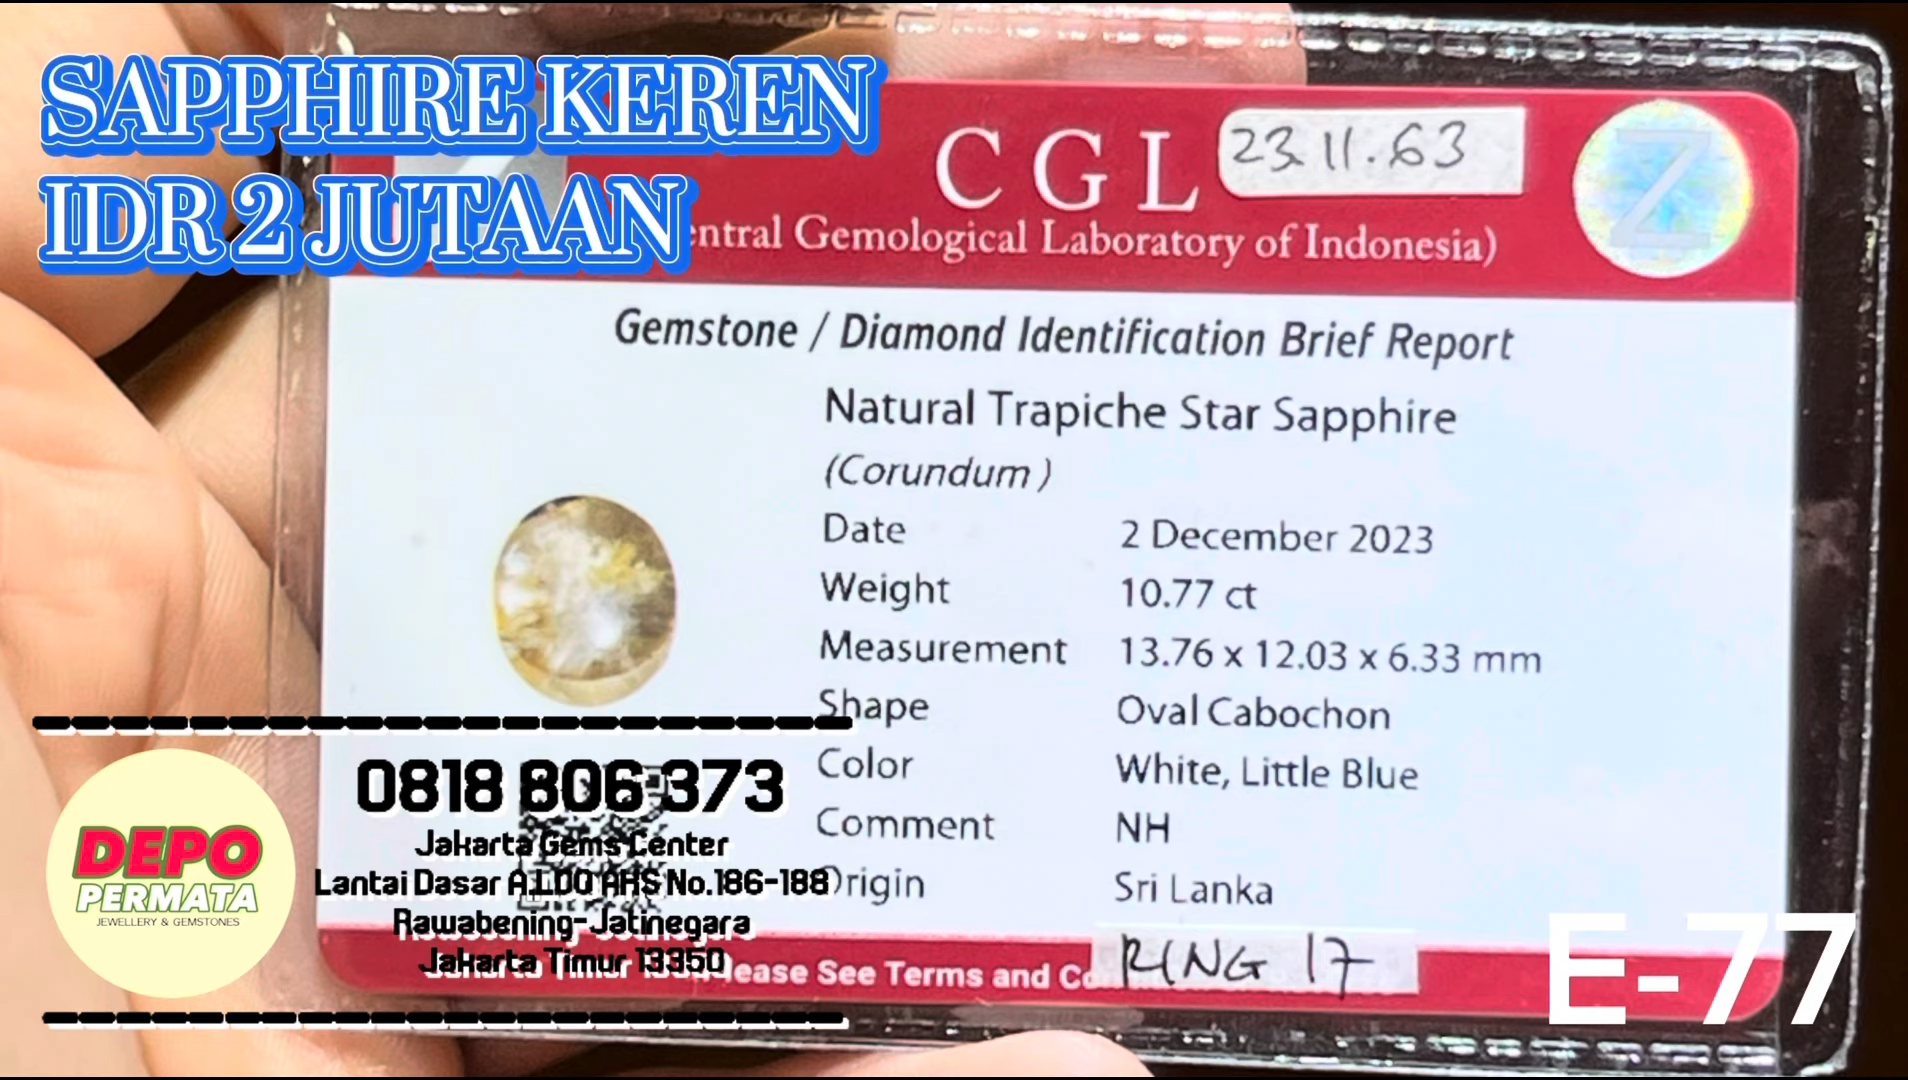 SAPPHIRE KEREN
IDR 2 JUTAAN
CGL
23.11.63
entral Gemological Laboratory of Indonesia)
Z
Gemstone / Diamond Identification Brief Report
Natural Trapiche Star Sapphire
(Corundum)
Date 2 December 2023
Weight 10.77 ct
Measurement 13.76 x 12.03 x 6.33 mm
Shape Oval Cabochon
Color White, Little Blue
Comment NH
Origin Sri Lanka
RING 17
lease See Terms and Co
0818 806 373
Jakarta Gems Center
Lantai Dasar AILOO AKS No.186-188
Rawabening-Jatinegara
Jakarta Timur 13350
DEPO
PERMATA
JEWELLERY & GEMSTONES
E-77